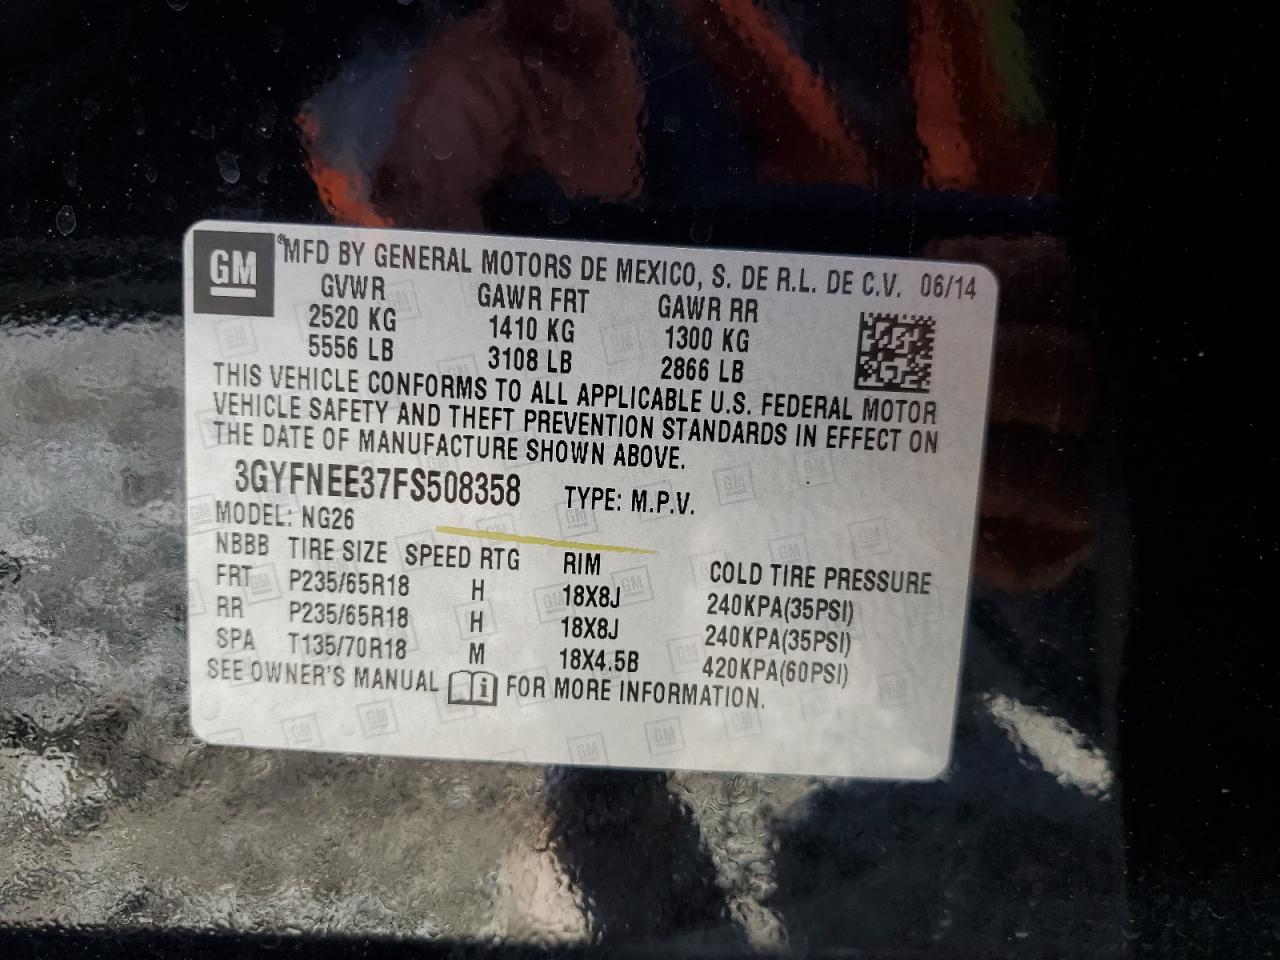 GM MFD BY GENERAL MOTORS DE MEXICO, S. DE R.L. DE C.V. 06/14
GVWR GAWR FRT GAWR RR
2520 KG 1410 KG 1300 KG
5556 LB 3108 LB 2866 LB
THIS VEHICLE CONFORMS TO ALL APPLICABLE U.S. FEDERAL MOTOR
VEHICLE SAFETY AND THEFT PREVENTION STANDARDS IN EFFECT ON
THE DATE OF MANUFACTURE SHOWN ABOVE.
3GYFNEE37FS508358 TYPE: M.P.V.
MODEL: NG26
NBBB TIRE SIZE SPEED RTG RIM COLD TIRE PRESSURE
FRT P235/65R18 H 18X8J 240KPA(35PSI)
RR P235/65R18 H 18X8J 240KPA(35PSI)
SPA T135/70R18 M 18X4.5B 420KPA(60PSI)
SEE OWNER'S MANUAL i FOR MORE INFORMATION.